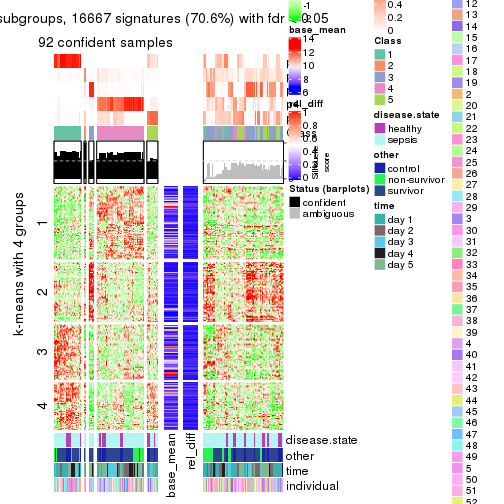 subgroups, 16667 signatures (70.6%) with fdr < 0.05
92 confident samples
k-means with 4 groups
1
2
3
4
base_mean
rel_diff
disease.state
other
time
individual
base_mean
14
12
10
8
6
rel_diff
1
0.8
0.6
0.4
0.2
0
Silhouette
score
Status (barplots)
confident
ambiguous
0.4
0.2
0
Class
1
2
3
4
5
disease.state
healthy
sepsis
other
control
non-survivor
survivor
time
day 1
day 2
day 3
day 4
day 5
12
13
14
15
16
17
18
19
2
20
21
22
23
24
25
26
27
28
29
3
30
31
32
33
34
35
36
37
38
39
4
40
41
42
43
44
45
46
47
48
49
5
50
51
52